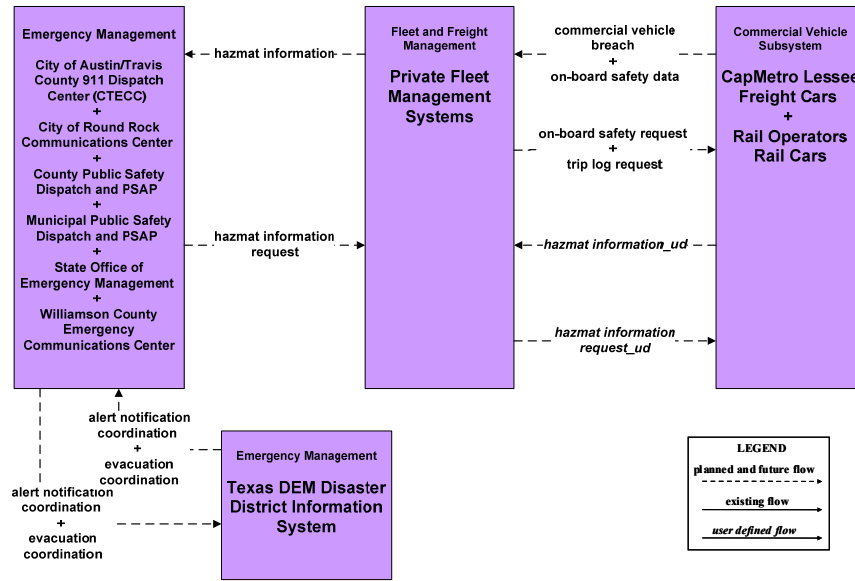 Emergency Management
City of Austin/Travis
County 911 Dispatch
Center (CTECC)
+
City of Round Rock
Communications Center
+
County Public Safety
Dispatch and PSAP
+
Municipal Public Safety
Dispatch and PSAP
+
State Office of
Emergency Management
+
Williamson County
Emergency
Communications Center
hazmat information
hazmat information
request
Fleet and Freight
Management
Private Fleet
Management
Systems
commercial vehicle
breach
+
on-board safety data
on-board safety request
+
trip log request
hazmat information_ud
hazmat information
request_ud
Commercial Vehicle
Subsystem
CapMetro Lessee
Freight Cars
+
Rail Operators
Rail Cars
alert notification
coordination
+
evacuation
coordination
alert notification
coordination
+
evacuation
coordination
Emergency Management
Texas DEM Disaster
District Information
System
LEGEND
planned and future flow
existing flow
user defined flow